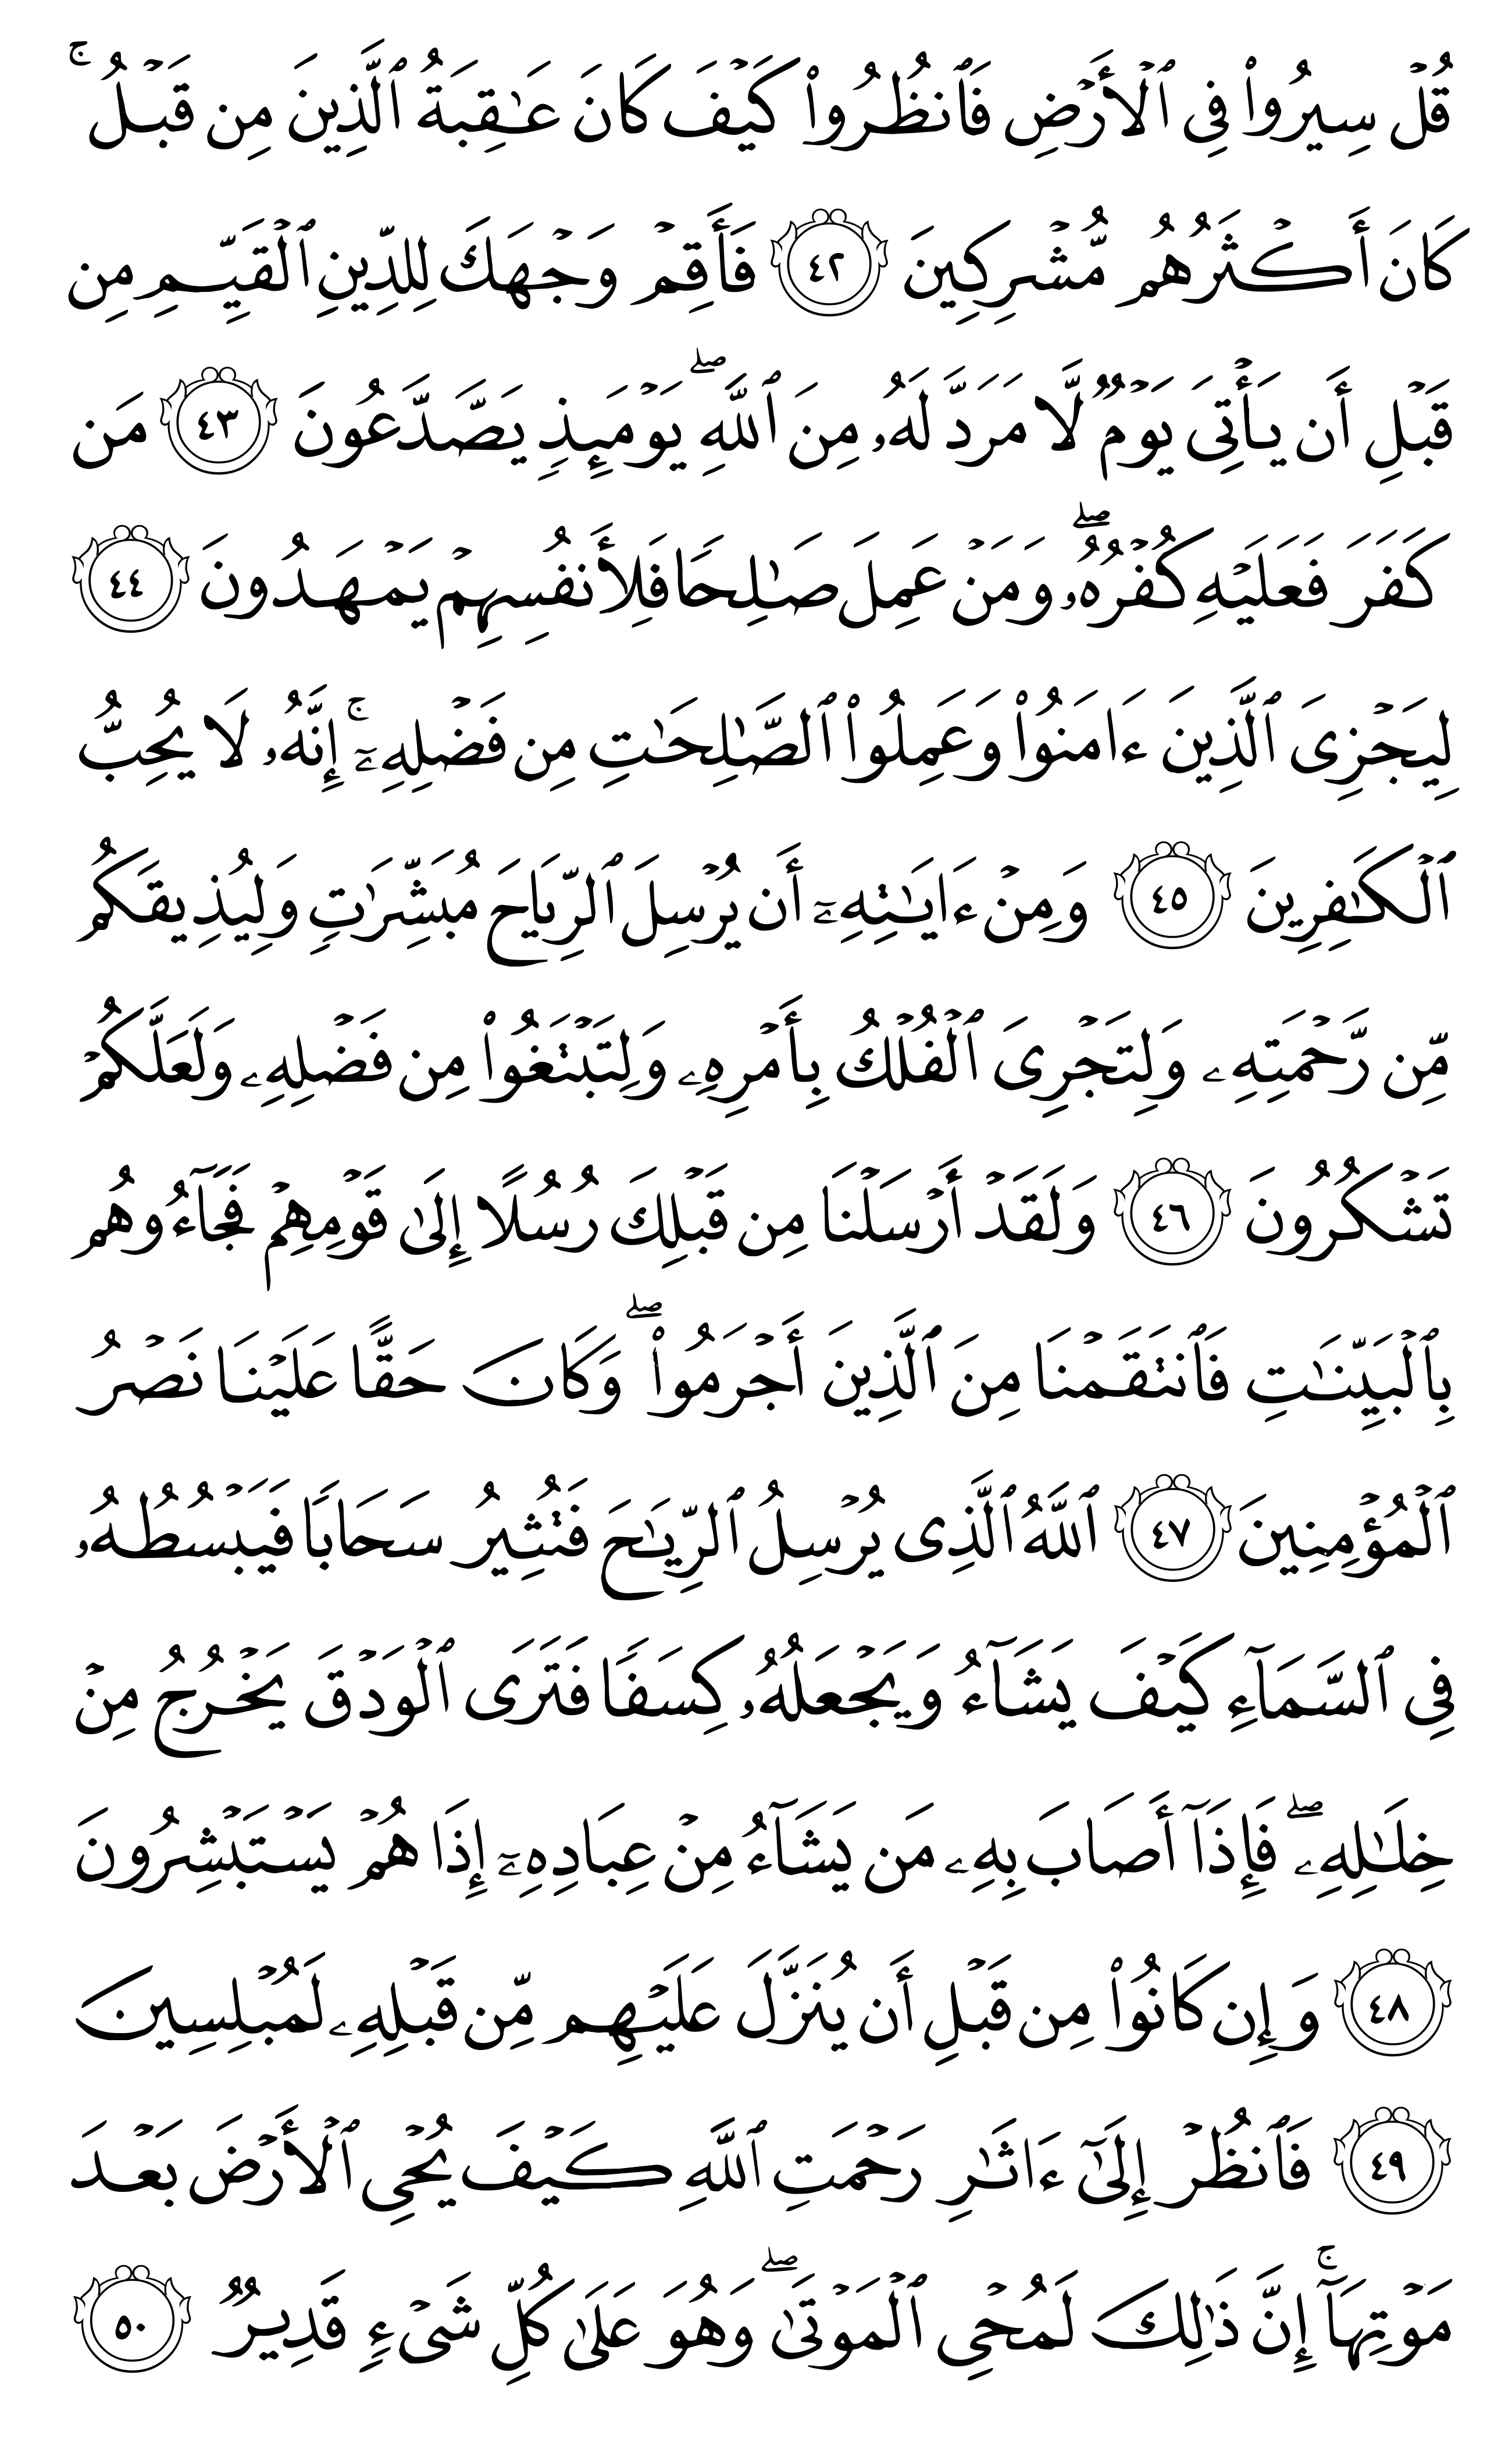 قُلْ سِيرُوا۟ فِى ٱلْأَرْضِ فَٱنظُرُوا۟ كَيْفَ كَانَ عَـٰقِبَةُ ٱلَّذِينَ مِن قَبْلُ ۚ
كَانَ أَكْثَرُهُم مُّشْرِكِينَ ٤٢ فَأَقِمْ وَجْهَكَ لِلدِّينِ ٱلْقَيِّمِ مِن
قَبْلِ أَن يَأْتِىَ يَوْمٌ لَّا مَرَدَّ لَهُۥ مِنَ ٱللَّهِ ۖ يَوْمَئِذٍ يَصَّدَّعُونَ ٤٣ مَن
كَفَرَ فَعَلَيْهِ كُفْرُهُۥ ۖ وَمَنْ عَمِلَ صَـٰلِحًا فَلِأَنفُسِهِمْ يَمْهَدُونَ ٤٤
لِيَجْزِىَ ٱلَّذِينَ ءَامَنُوا۟ وَعَمِلُوا۟ ٱلصَّـٰلِحَـٰتِ مِن فَضْلِهِۦٓ ۚ إِنَّهُۥ لَا يُحِبُّ
ٱلْكَـٰفِرِينَ ٤٥ وَمِنْ ءَايَـٰتِهِۦٓ أَن يُرْسِلَ ٱلرِّيَاحَ مُبَشِّرَٰتٍ وَلِيُذِيقَكُم
مِّن رَّحْمَتِهِۦ وَلِتَجْرِىَ ٱلْفُلْكُ بِأَمْرِهِۦ وَلِتَبْتَغُوا۟ مِن فَضْلِهِۦ وَلَعَلَّكُمْ
تَشْكُرُونَ ٤٦ وَلَقَدْ أَرْسَلْنَا مِن قَبْلِكَ رُسُلًا إِلَىٰ قَوْمِهِمْ فَجَآءُوهُم
بِٱلْبَيِّنَـٰتِ فَٱنتَقَمْنَا مِنَ ٱلَّذِينَ أَجْرَمُوا۟ ۖ وَكَانَ حَقًّا عَلَيْنَا نَصْرُ
ٱلْمُؤْمِنِينَ ٤٧ ٱللَّهُ ٱلَّذِى يُرْسِلُ ٱلرِّيَـٰحَ فَتُثِيرُ سَحَابًا فَيَبْسُطُهُۥ
فِى ٱلسَّمَآءِ كَيْفَ يَشَآءُ وَيَجْعَلُهُۥ كِسَفًا فَتَرَى ٱلْوَدْقَ يَخْرُجُ مِنْ
خِلَـٰلِهِۦ ۖ فَإِذَآ أَصَابَ بِهِۦ مَن يَشَآءُ مِنْ عِبَادِهِۦٓ إِذَا هُمْ يَسْتَبْشِرُونَ
٤٨ وَإِن كَانُوا۟ مِن قَبْلِ أَن يُنَزَّلَ عَلَيْهِم مِّن قَبْلِهِۦ لَمُبْلِسِينَ
٤٩ فَٱنظُرْ إِلَىٰٓ ءَاثَـٰرِ رَحْمَتِ ٱللَّهِ كَيْفَ يُحْىِ ٱلْأَرْضَ بَعْدَ
مَوْتِهَآ ۚ إِنَّ ذَٰلِكَ لَمُحْىِ ٱلْمَوْتَىٰ ۖ وَهُوَ عَلَىٰ كُلِّ شَىْءٍ قَدِيرٌ ٥٠